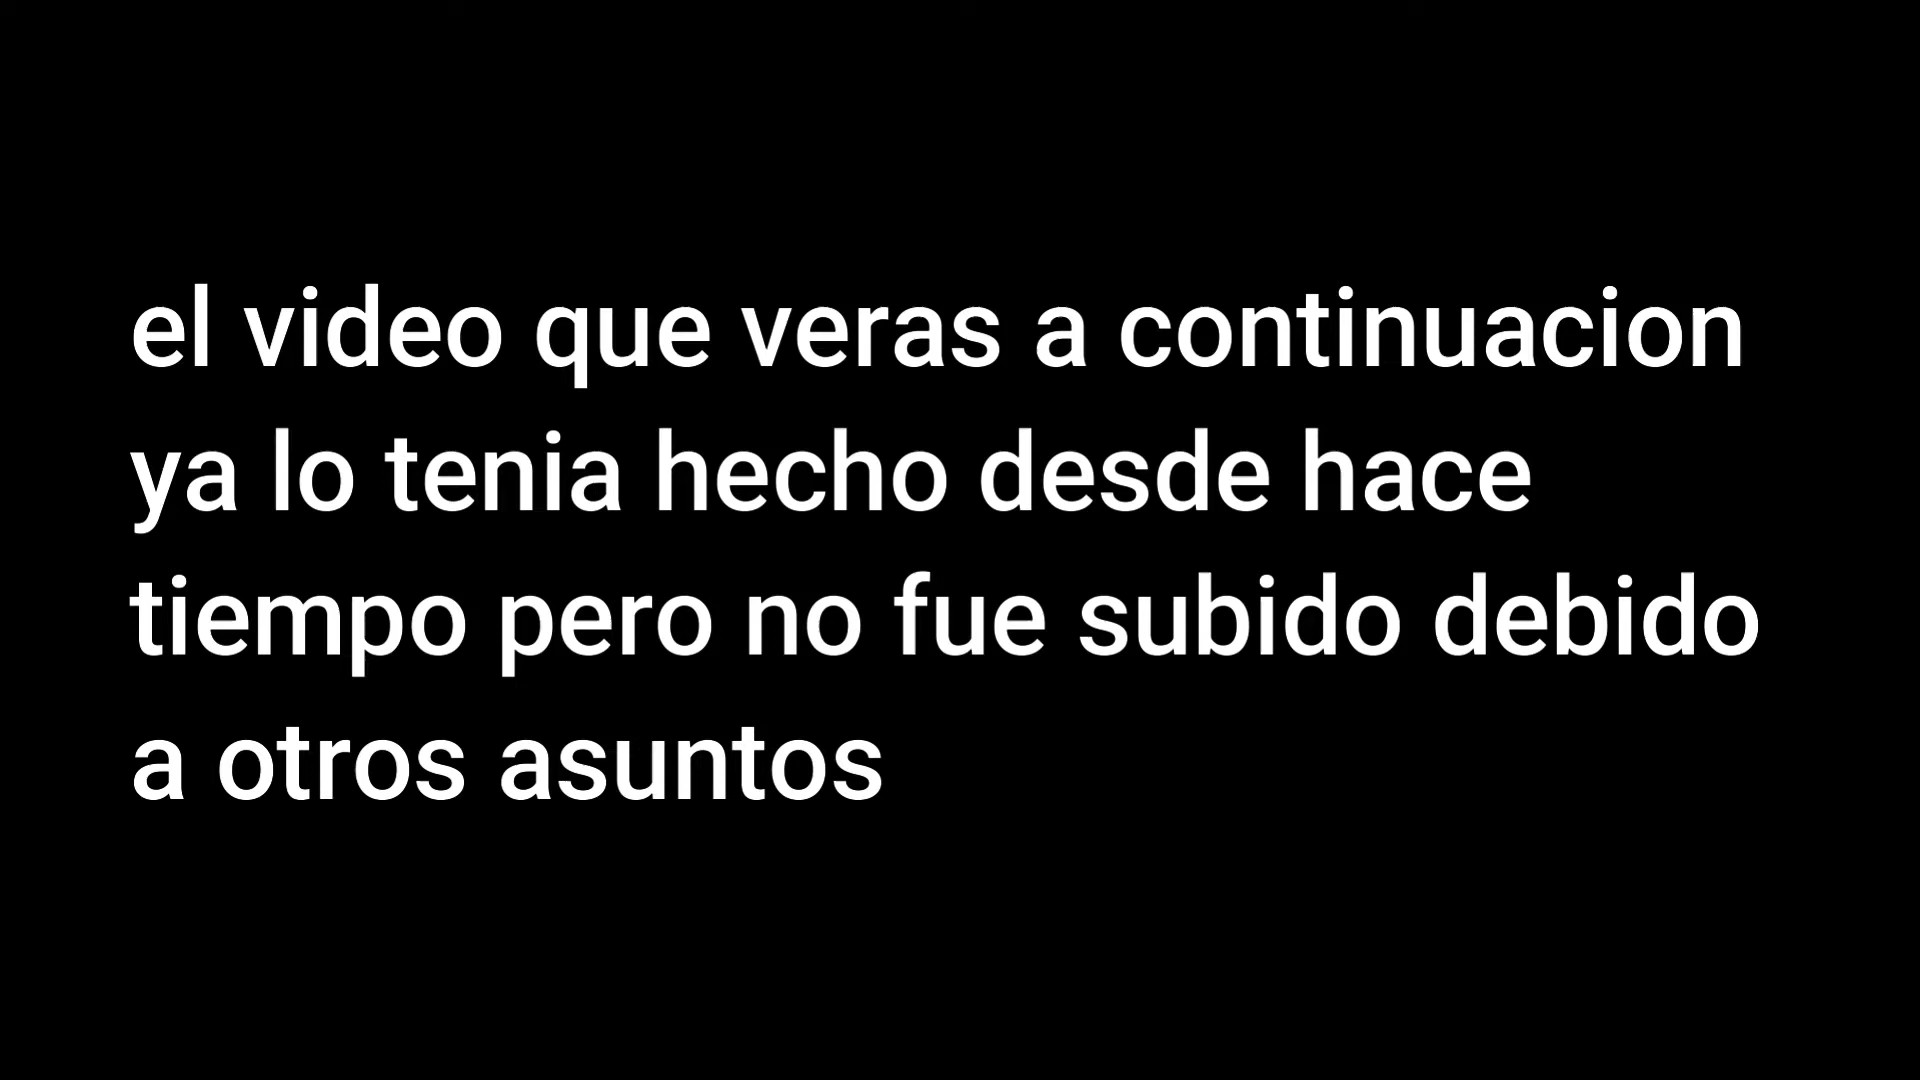 el video que veras a continuacion
ya lo tenia hecho desde hace
tiempo pero no fue subido debido
a otros asuntos